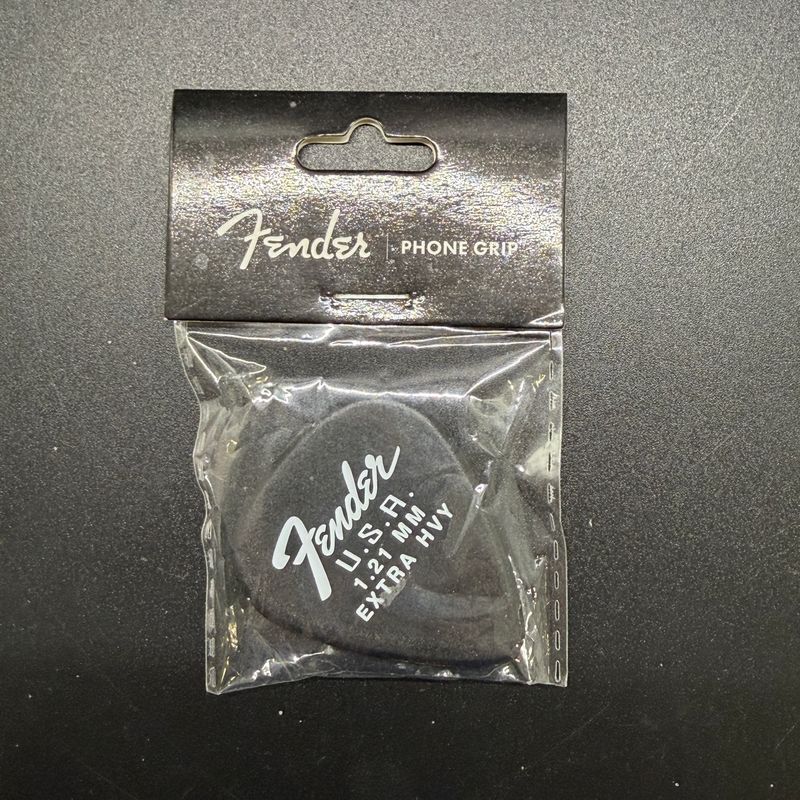 Fender | PHONE GRIP
Fender
U.S.A.
1.21 MM
EXTRA HVY